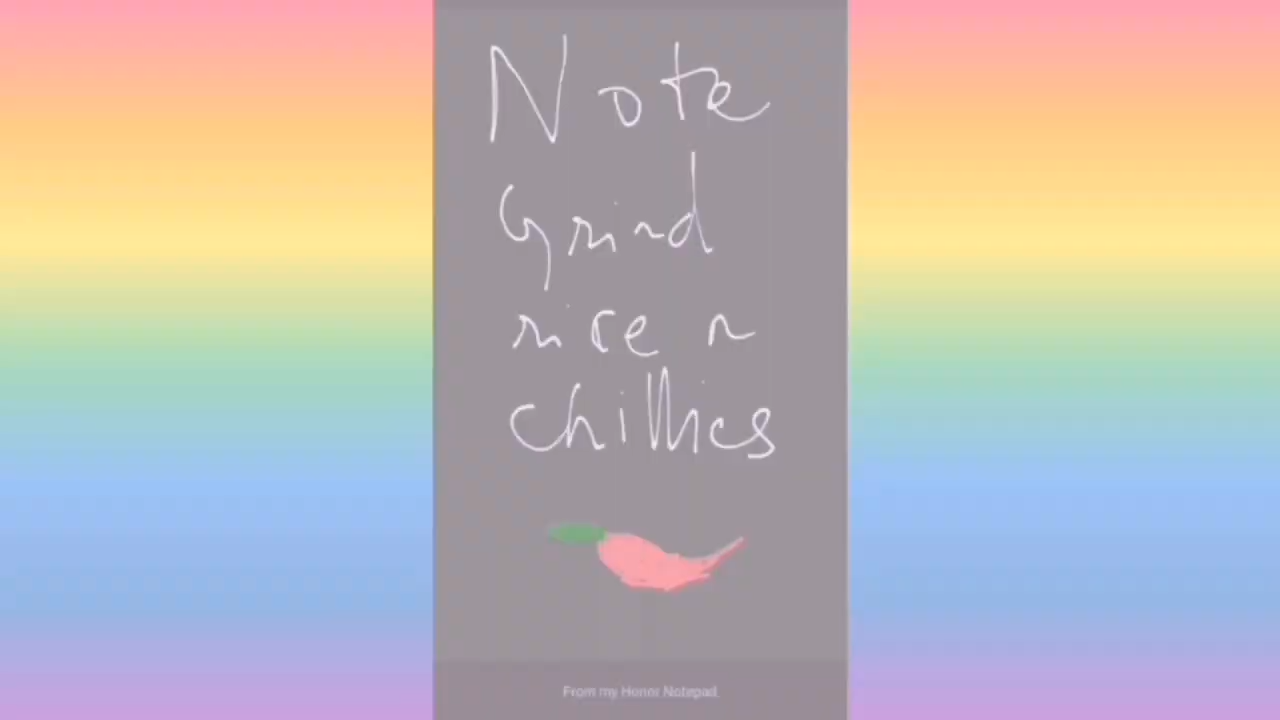 Note
Grind
rice n
chillies
From my Honor Notepad